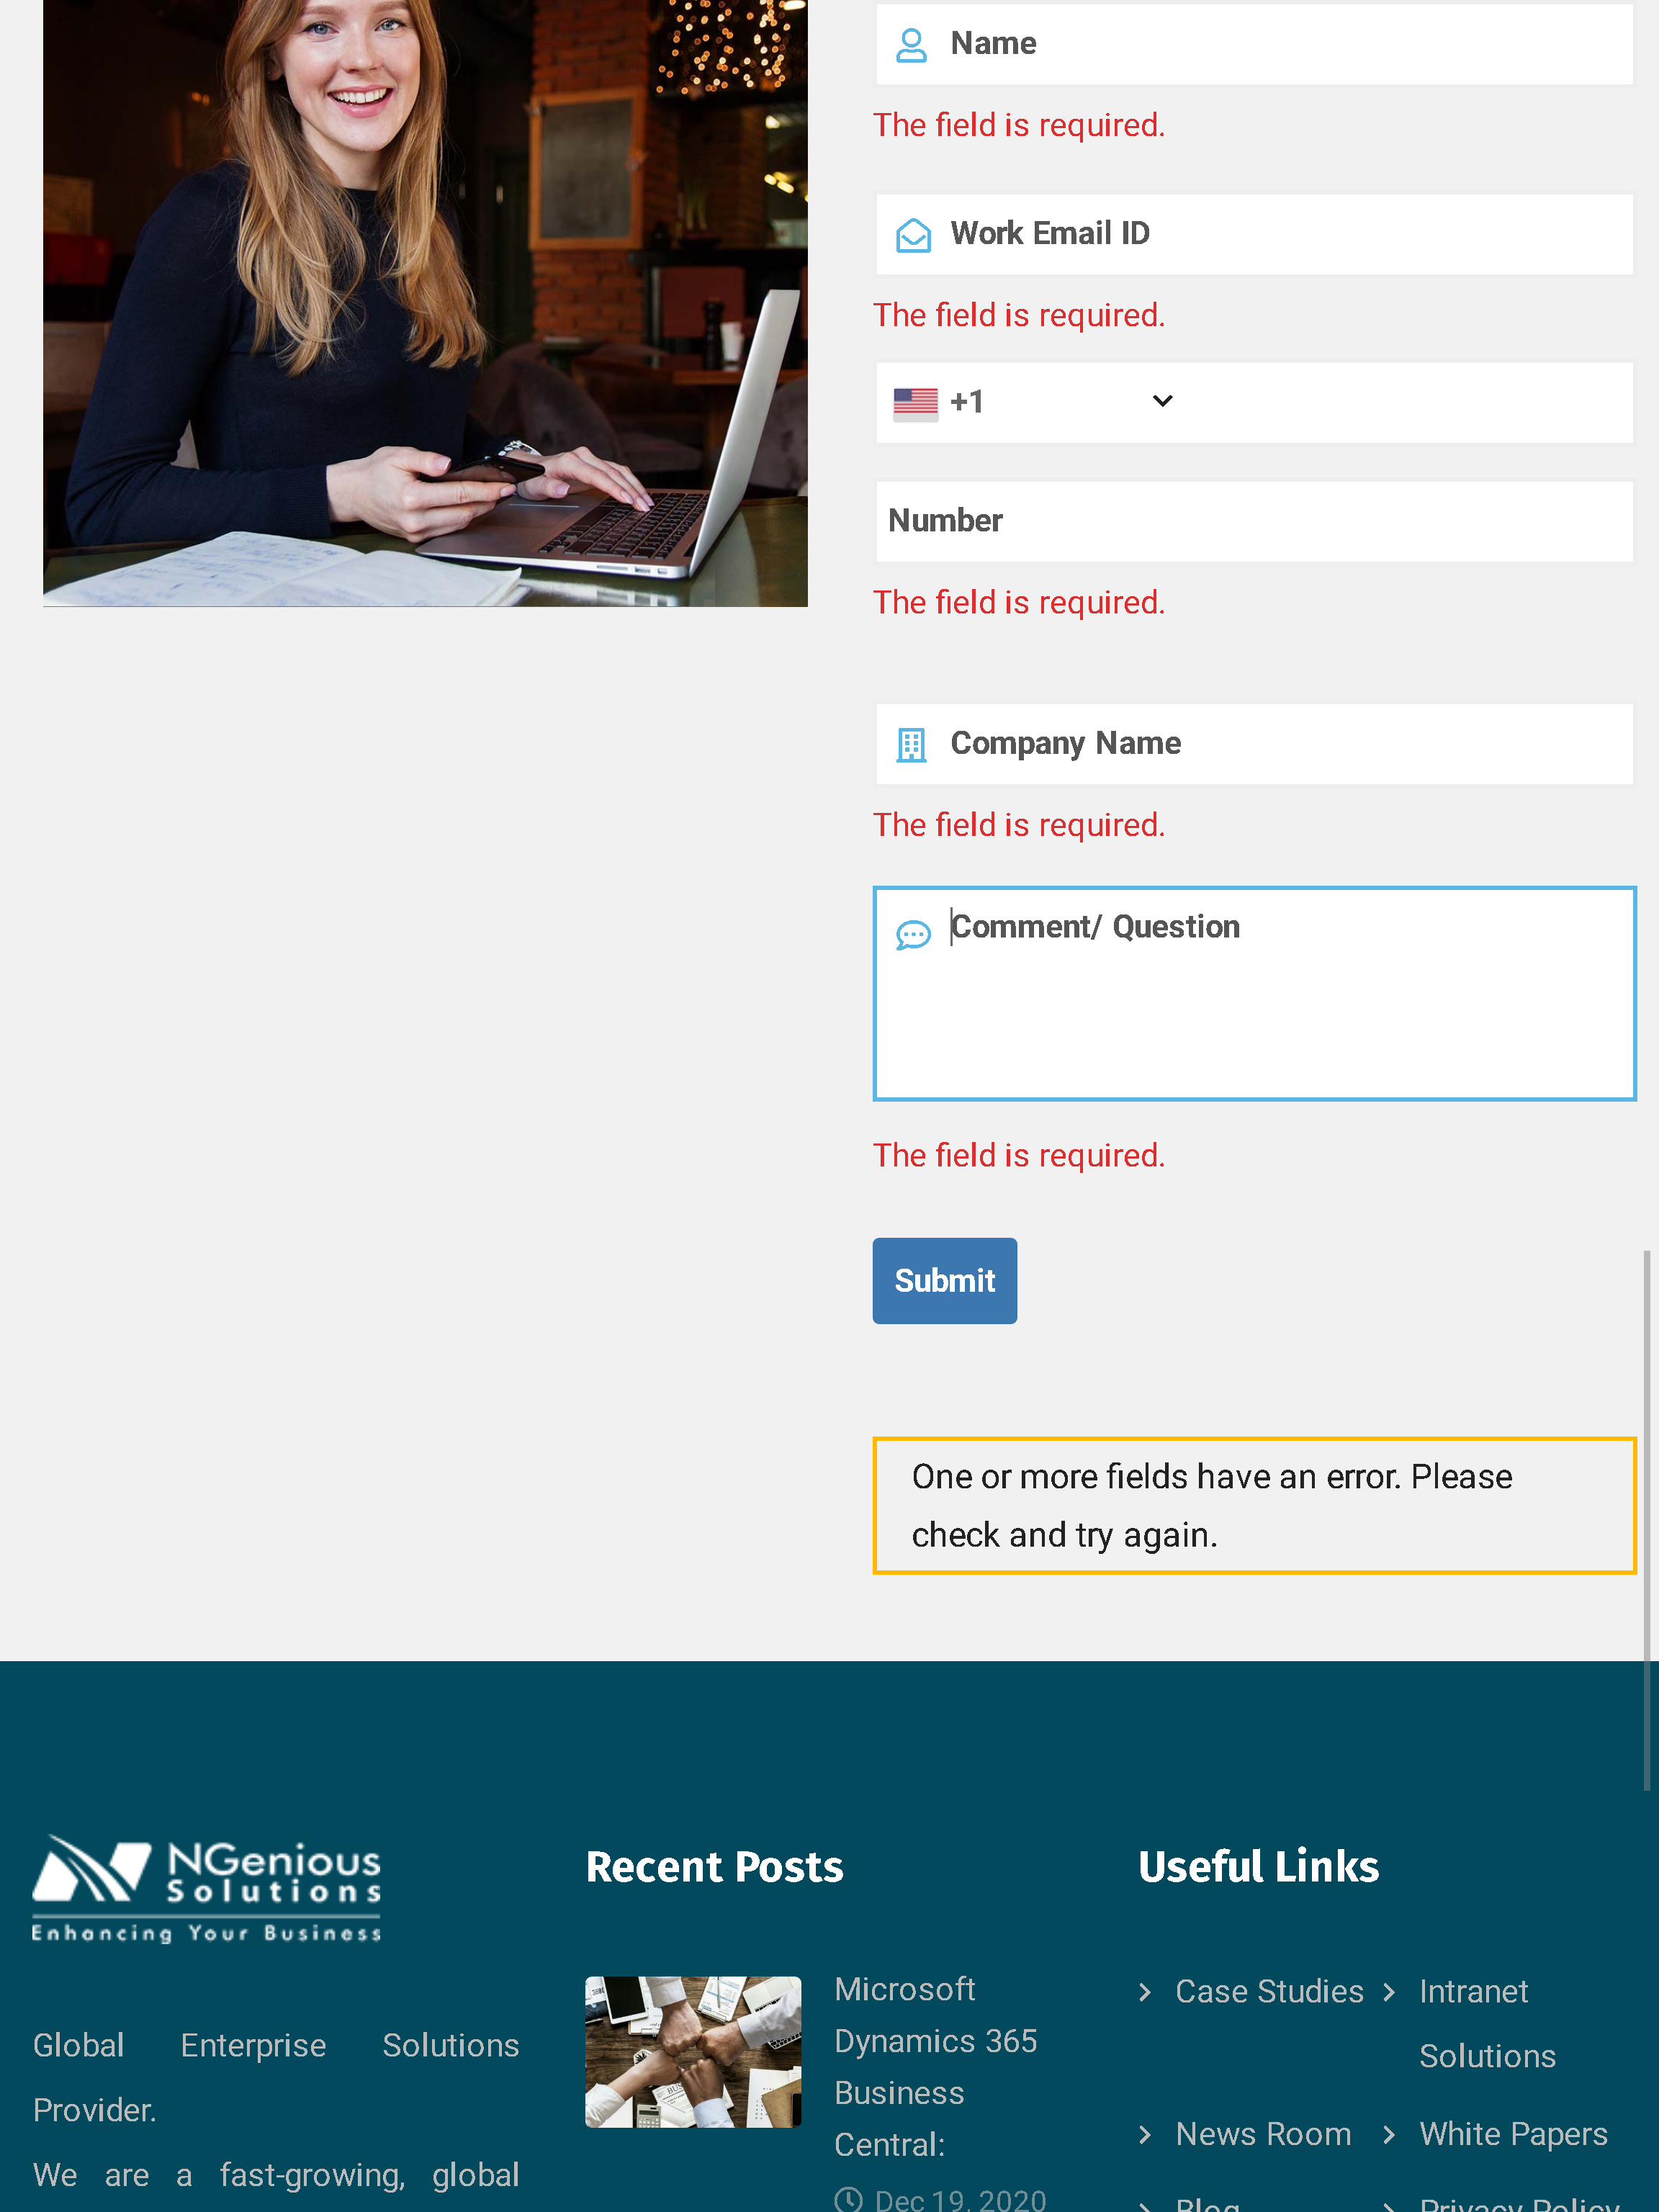 Name
The field is required.
Work Email ID
The field is required.
+1
Number
The field is required.
Company Name
The field is required.
Comment/ Question
The field is required.
Submit
One or more fields have an error. Please
check and try again.
NGenious
Solutions
Enhancing Your Business
Global Enterprise Solutions
Provider.
We are a fast-growing, global
Recent Posts
Microsoft
Dynamics 365
Business
Central:
Dec 19, 2020
Useful Links
Case Studies
Intranet
Solutions
News Room
White Papers
Blog
Privacy Policy